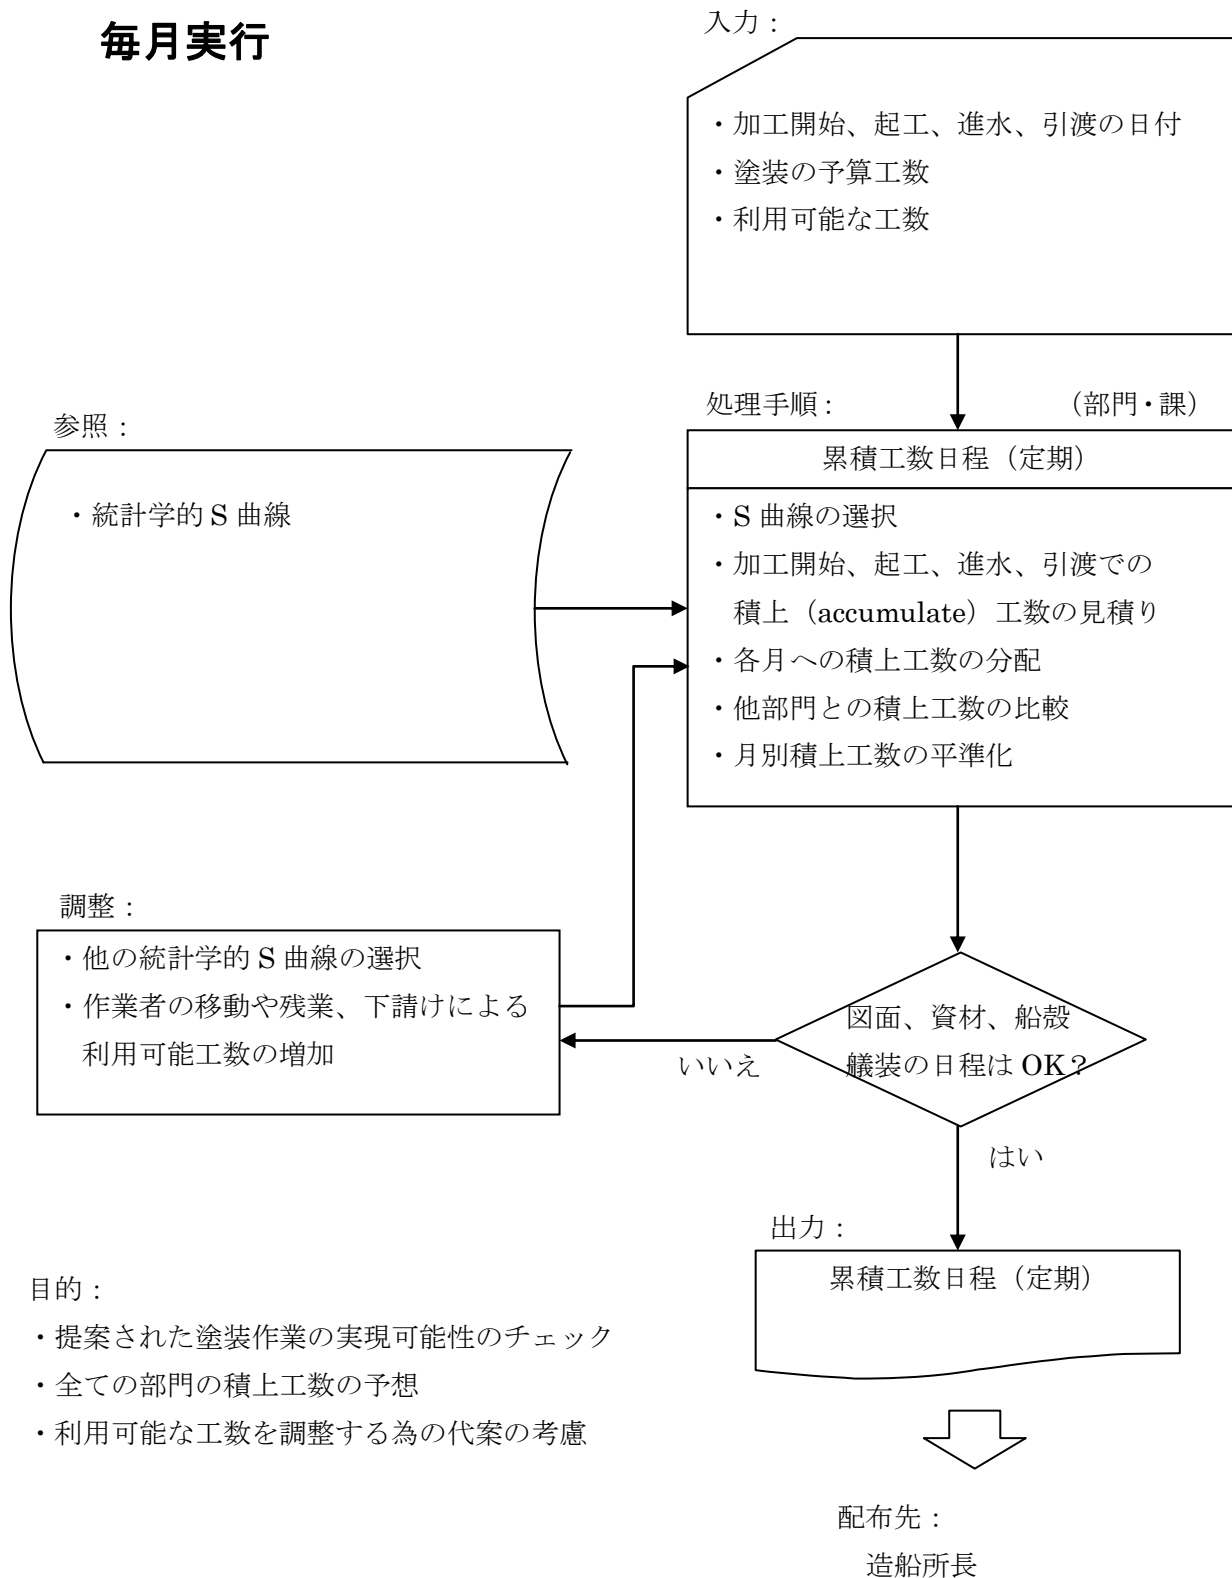 毎月実行
入力：
・加工開始、起工、進水、引渡の日付
・塗装の予算工数
・利用可能な工数
処理手順：　（部門・課）
参照：
累積工数日程（定期）
・統計学的 S 曲線
・S 曲線の選択
・加工開始、起工、進水、引渡での
積上（accumulate）工数の見積り
・各月への積上工数の分配
・他部門との積上工数の比較
・月別積上工数の平準化
調整：
・他の統計学的 S 曲線の選択
・作業者の移動や残業、下請けによる
利用可能工数の増加
図面、資材、船殻
艤装の日程は OK？
いいえ
はい
出力：
累積工数日程（定期）
目的：
・提案された塗装作業の実現可能性のチェック
・全ての部門の積上工数の予想
・利用可能な工数を調整する為の代案の考慮
配布先：
造船所長